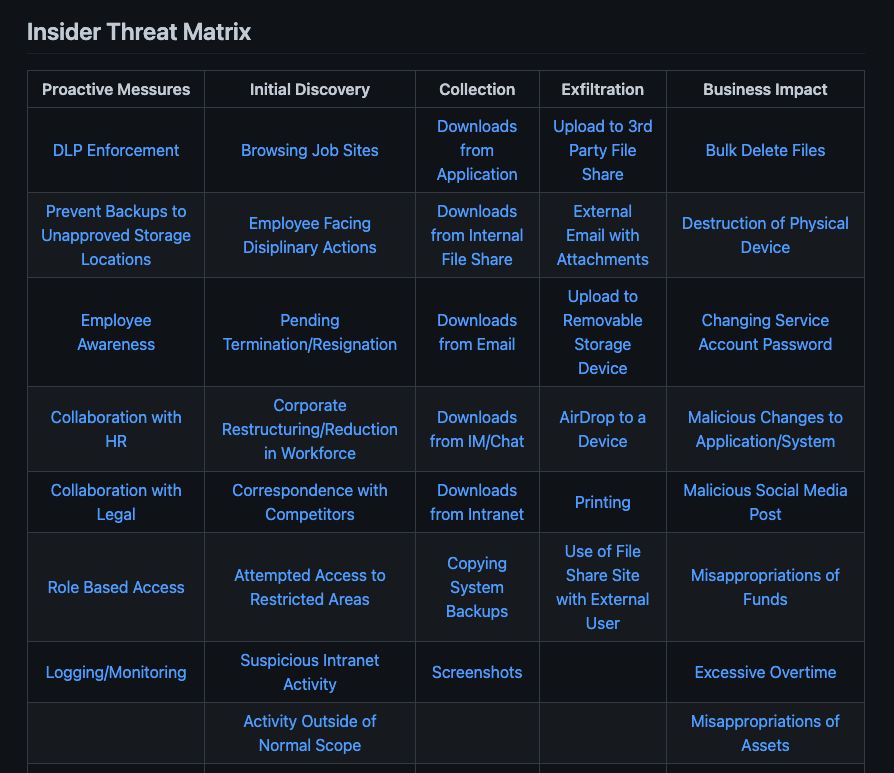 Insider Threat Matrix
Proactive Messures
Initial Discovery
Collection
Exfiltration
Business Impact
DLP Enforcement
Browsing Job Sites
Downloads
from
Application
Upload to 3rd
Party File
Share
Bulk Delete Files
Prevent Backups to
Unapproved Storage
Locations
Employee Facing
Disiplinary Actions
Downloads
from Internal
File Share
External
Email with
Attachments
Destruction of Physical
Device
Employee
Awareness
Pending
Termination/Resignation
Downloads
from Email
Upload to
Removable
Storage
Device
Changing Service
Account Password
Collaboration with
HR
Corporate
Restructuring/Reduction
in Workforce
Downloads
from IM/Chat
AirDrop to a
Device
Malicious Changes to
Application/System
Collaboration with
Legal
Correspondence with
Competitors
Downloads
from Intranet
Printing
Malicious Social Media
Post
Role Based Access
Attempted Access to
Restricted Areas
Copying
System
Backups
Use of File
Share Site
with External
User
Misappropriations of
Funds
Logging/Monitoring
Suspicious Intranet
Activity
Screenshots
Excessive Overtime
Activity Outside of
Normal Scope
Misappropriations of
Assets